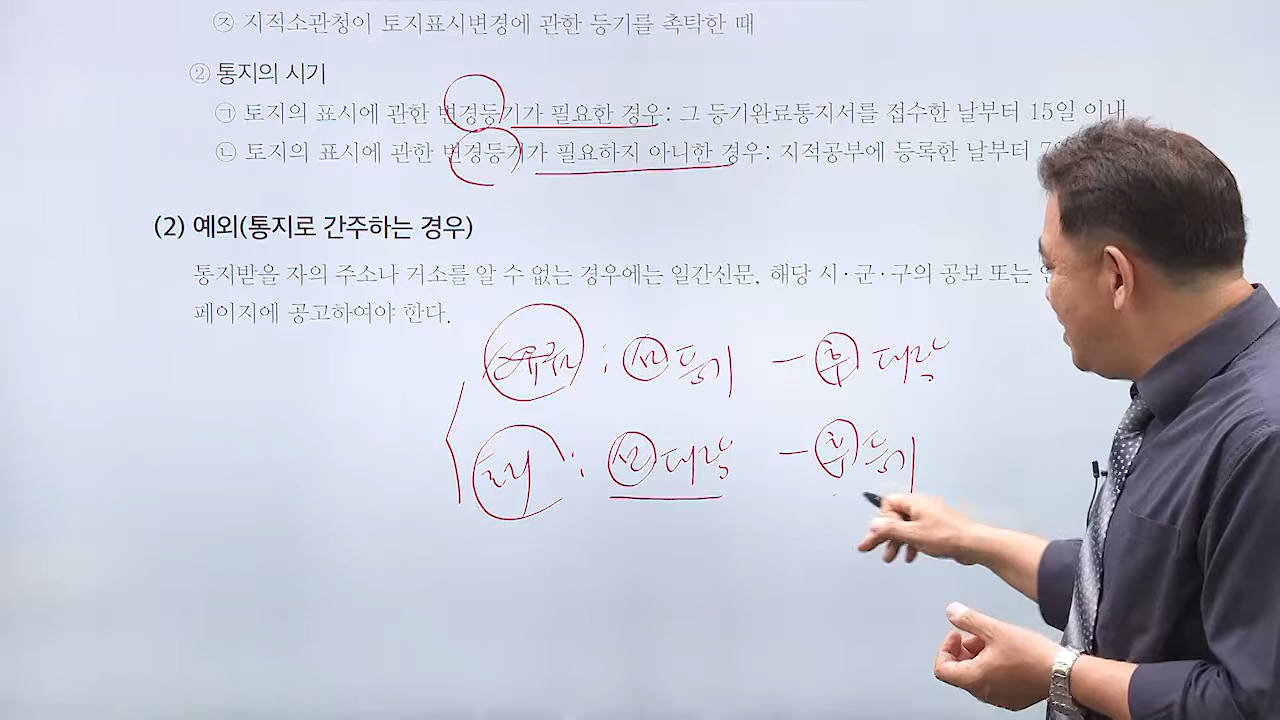 ㉨ 지적소관청이 토지표시변경에 관한 등기를 촉탁한 때
② 통지의 시기
㉠ 토지의 표시에 관한 변경등기가 필요한 경우: 그 등기완료통지서를 접수한 날부터 15일 이내
㉡ 토지의 표시에 관한 변경등기가 필요하지 아니한 경우: 지적공부에 등록한 날부터 7
(2) 예외(통지로 간주하는 경우)
통지받을 자의 주소나 거소를 알 수 없는 경우에는 일간신문, 해당 시·군·구의 공보 또는
페이지에 공고하여야 한다.
소유권 : 선 등기 - 후 대장
: 선 대장 - 후 등기